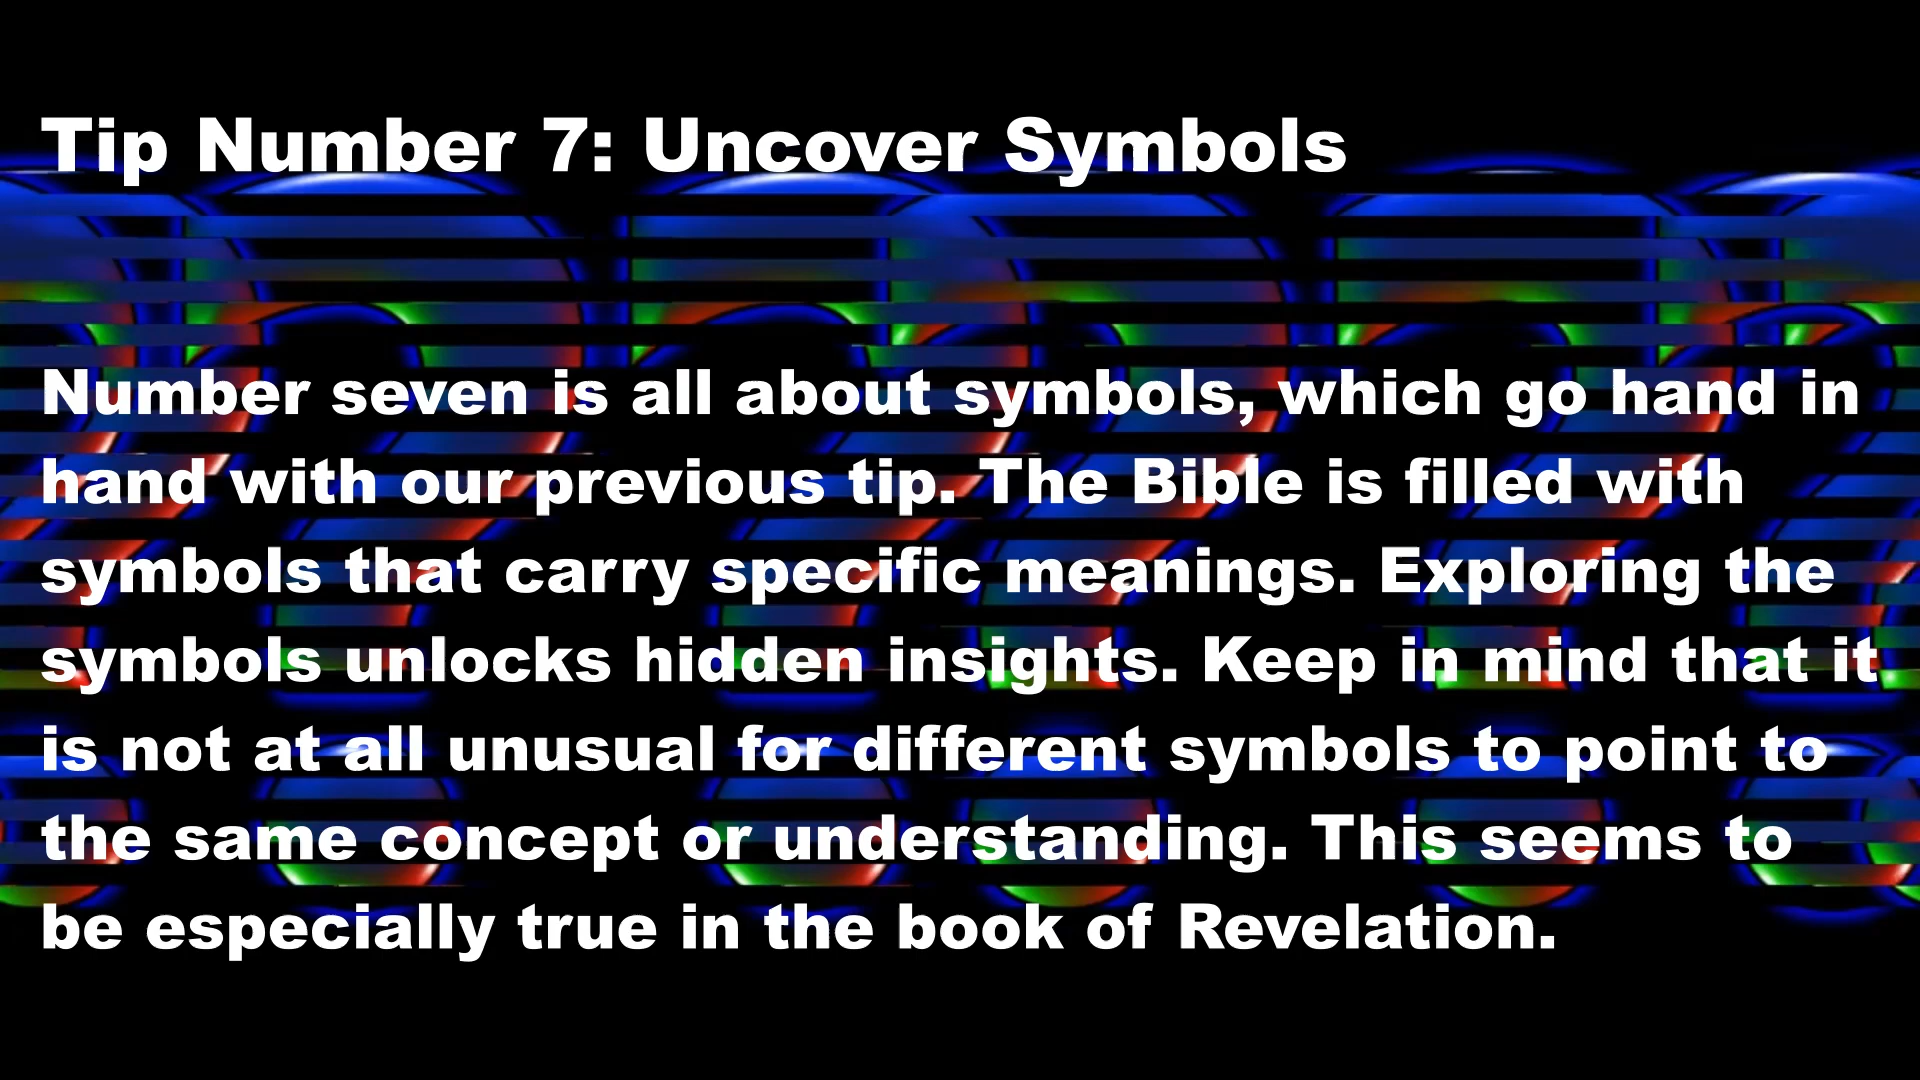 Tip Number 7: Uncover Symbols
Number seven is all about symbols, which go hand in
hand with our previous tip. The Bible is filled with
symbols that carry specific meanings. Exploring the
symbols unlocks hidden insights. Keep in mind that it
is not at all unusual for different symbols to point to
the same concept or understanding. This seems to
be especially true in the book of Revelation.